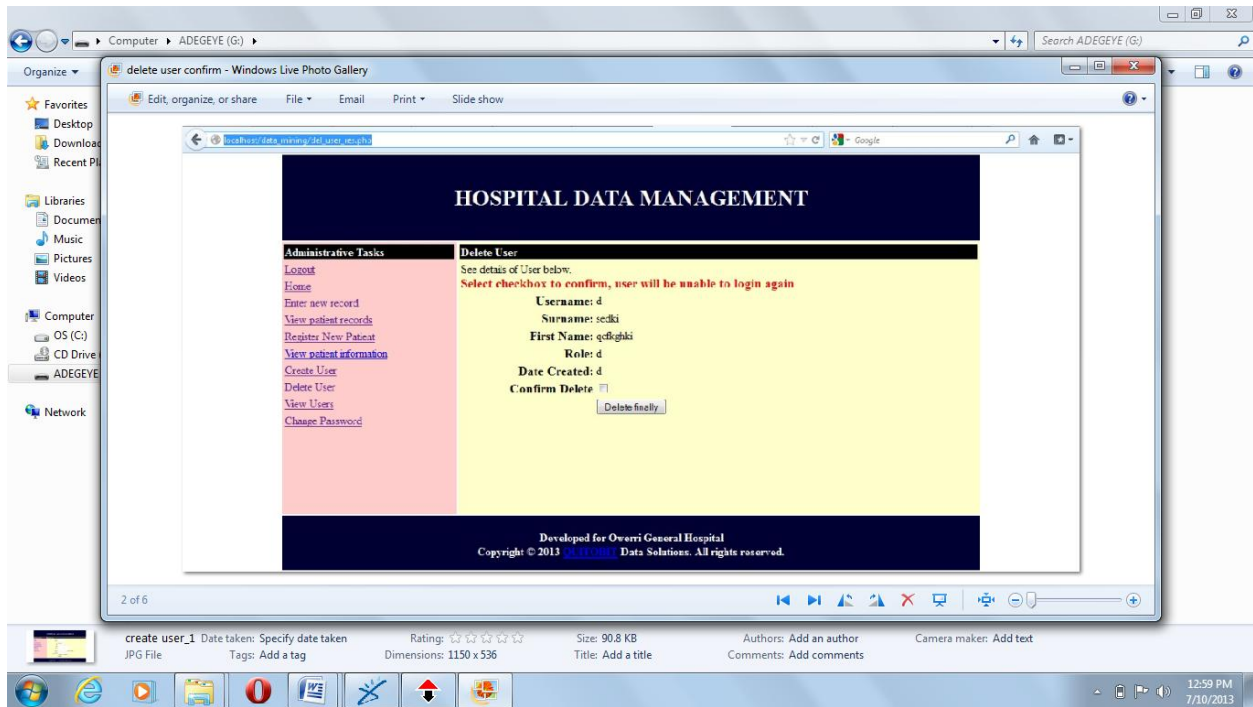 Computer ▸ ADEGEYE (G:) ▸
Search ADEGEYE (G:)
Organize
delete user confirm - Windows Live Photo Gallery
Edit, organize, or share File Email Print Slide show
Favorites
Desktop
Recent
Libraries
Music
Pictures
Videos
Computer
OS (C:)
CD Drive
ADEGEYE
Network
localhost/data_mining/del_user_res.php
Google
HOSPITAL DATA MANAGEMENT
Administrative Tasks
Logout
Home
Enter new record
View patient records
Register New Patient
View patient information
Create User
Delete User
View Users
Change Password
Delete User
See details of User below.
Select checkbox to confirm, user will be unable to login again
Username: d
Surname: sedki
First Name:
Role: d
Date Created: d
Confirm Delete
Delete finally
Developed for Owerri General Hospital
Copyright © 2013 Data Solutions. All rights reserved.
2 of 6
create user_1 Date taken: Specify date taken Rating: Size: 90.8 KB Authors: Add an author Camera maker: Add text
JPG File Tags: Add a tag Dimensions: 1150 x 536 Title: Add a title Comments: Add comments
12:59 PM
7/10/2013